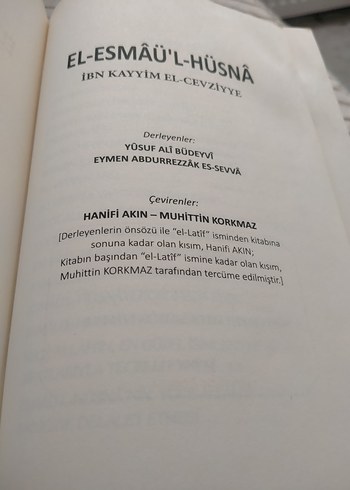 EL-ESMÂÜ'L-HÜSNÂ
İBN KAYYİM EL-CEVZİYYE
Derleyenler:
YÛSUF ALÎ BÜDEYVÎ
EYMEN ABDURREZZÂK ES-SEVVÂ
Çevirenler:
HANİFİ AKIN – MUHİTTİN KORKMAZ
[Derleyenlerin önsözü ile "el-Latîf" isminden kitabına
sonuna kadar olan kısım, Hanifi AKIN;
Kitabın başından "el-Latîf" ismine kadar olan kısım,
Muhittin KORKMAZ tarafından tercüme edilmiştir.]